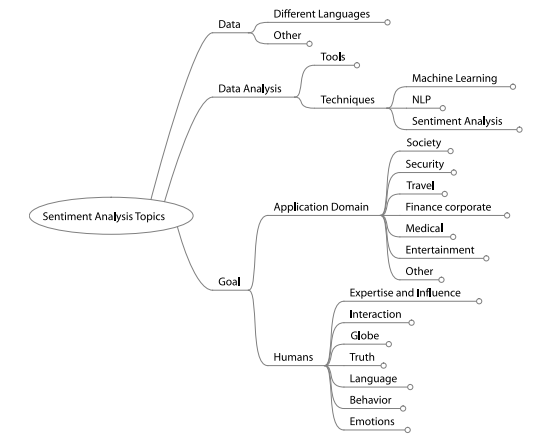 Sentiment Analysis Topics
Data
Different Languages
Other
Data Analysis
Tools
Techniques
Machine Learning
NLP
Sentiment Analysis
Goal
Application Domain
Society
Security
Travel
Finance corporate
Medical
Entertainment
Other
Humans
Expertise and Influence
Interaction
Globe
Truth
Language
Behavior
Emotions